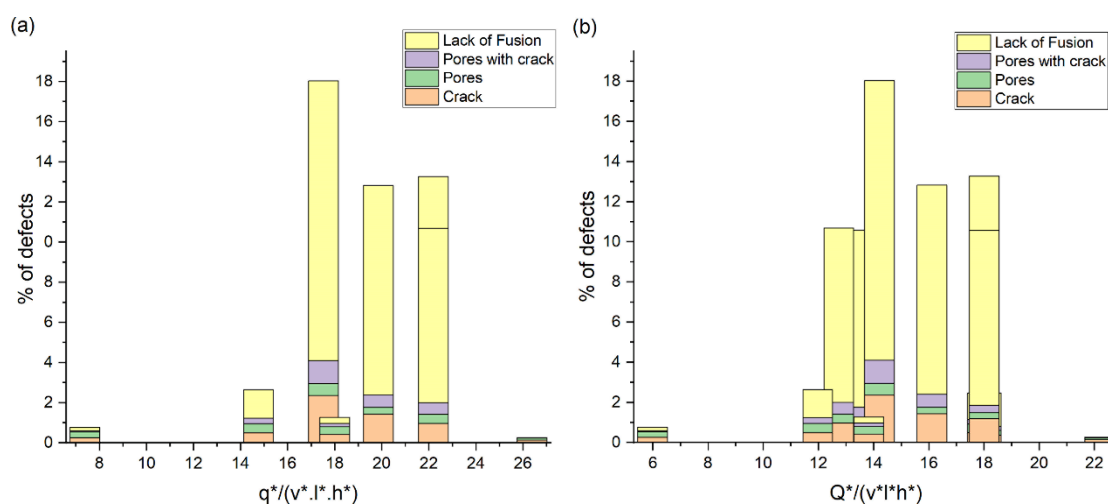 (a)
Lack of Fusion
Pores with crack
Pores
Crack
18
16
14
12
0
8
6
4
2
0
% of defects
8 10 12 14 16 18 20 22 24 26
q*/(v*.l*.h*)
(b)
Lack of Fusion
Pores with crack
Pores
Crack
18
16
14
12
10
8
6
4
2
0
% of defects
6 8 10 12 14 16 18 20 22
Q*/(v*l*h*)